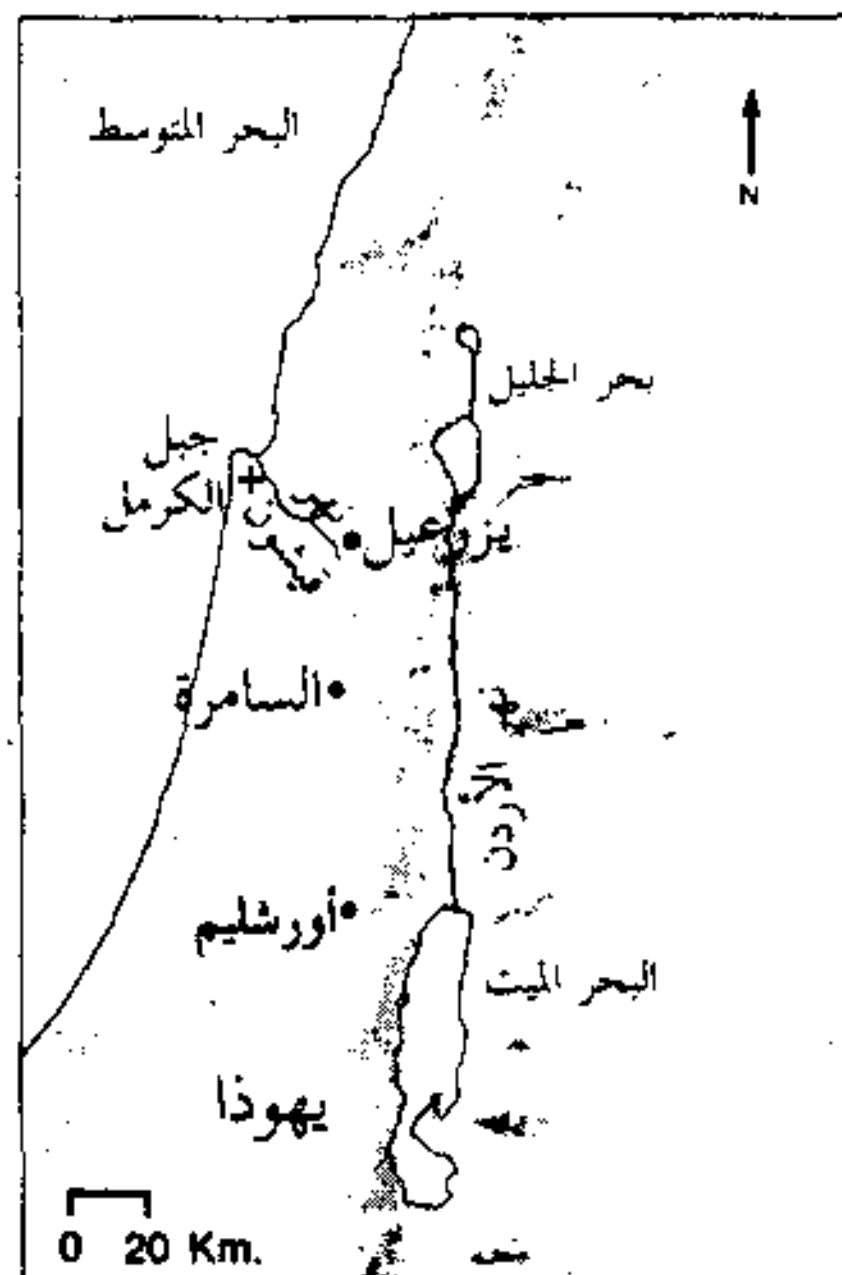 البحر المتوسط
N
بحر الجليل
جبل
الكرمل
يزرعيل
السامرة
الأردن
أورشليم
البحر الميت
يهوذا
0 20 Km.